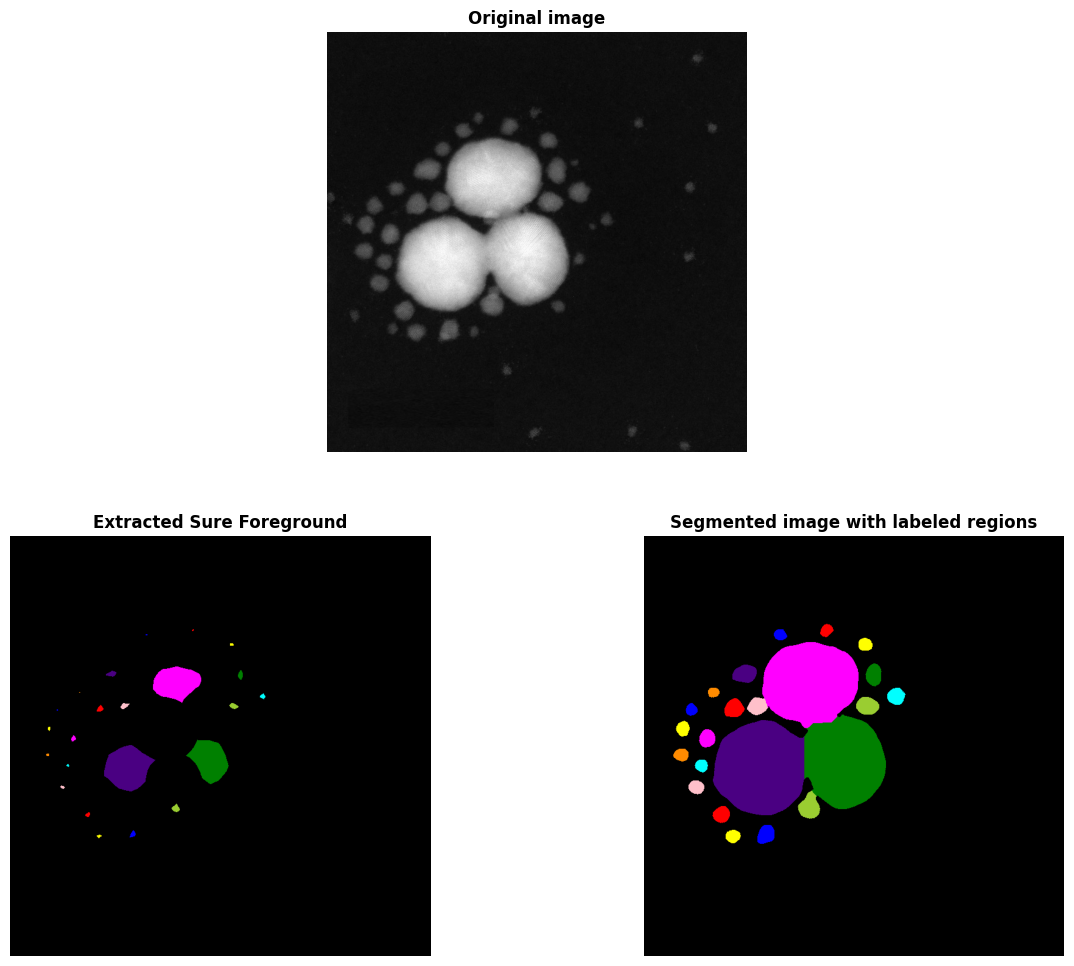 Original image
Extracted Sure Foreground
Segmented image with labeled regions